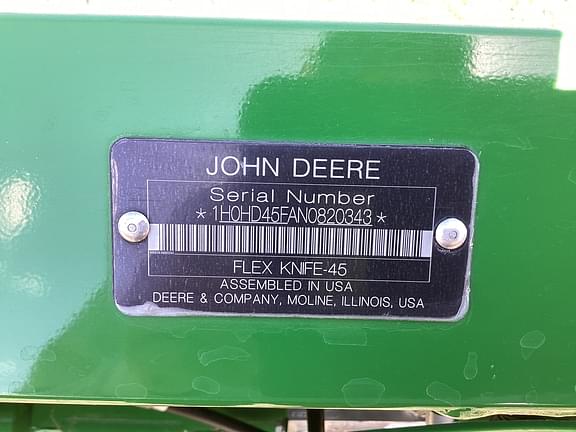 JOHN DEERE
Serial Number
*1H0HD45FAN0820343*
FLEX KNIFE-45
ASSEMBLED IN USA
DEERE & COMPANY, MOLINE, ILLINOIS, USA